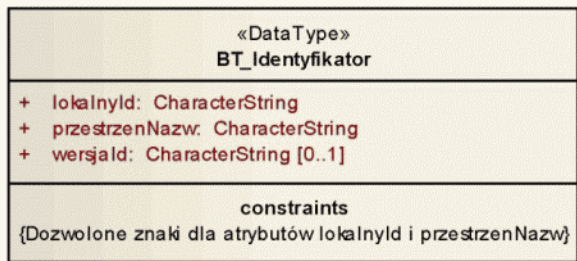 «DataType»
BT_Identyfikator
+ lokalnyId: CharacterString
+ przestrzenNazw: CharacterString
+ wersjaId: CharacterString [0..1]
constraints
{Dozwolone znaki dla atrybutów lokalnyId i przestrzenNazw}